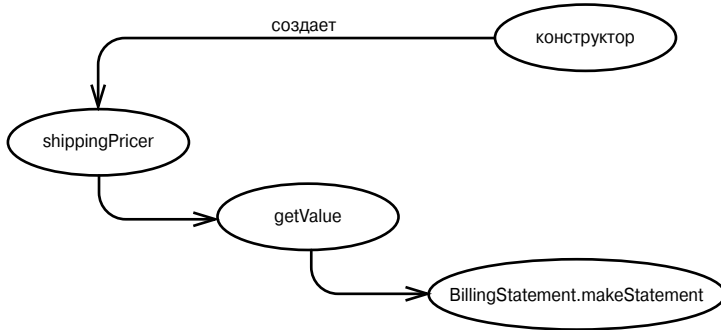 создает
конструктор
shippingPricer
getValue
BillingStatement.makeStatement